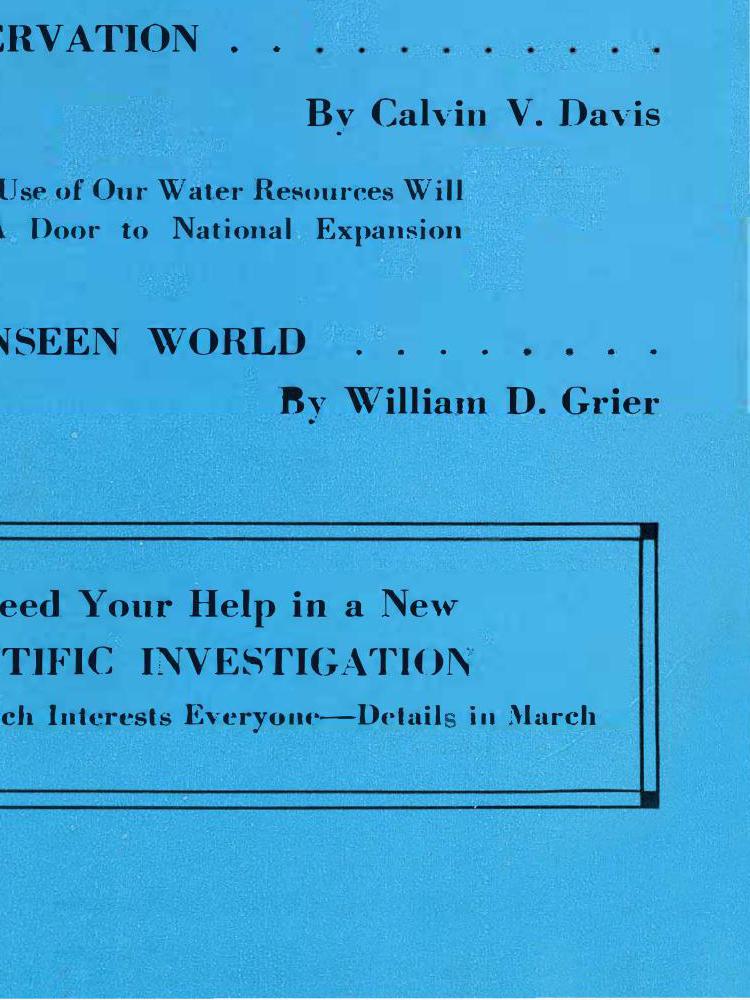 ERVATION . . . . . . . . . . .
By Calvin V. Davis
Use of Our Water Resources Will
A Door to National Expansion
NSEEN WORLD . . . . . . . .
By William D. Grier
eed Your Help in a New
TIFIC INVESTIGATION
ch Interests Everyone—Details in March